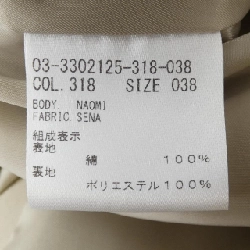 03-3302125-318-038
COL. 318 SIZE 038
BODY. NAOMI
FABRIC.SENA
組成表示
表地
綿 100%
裏地
ポリエステル100%